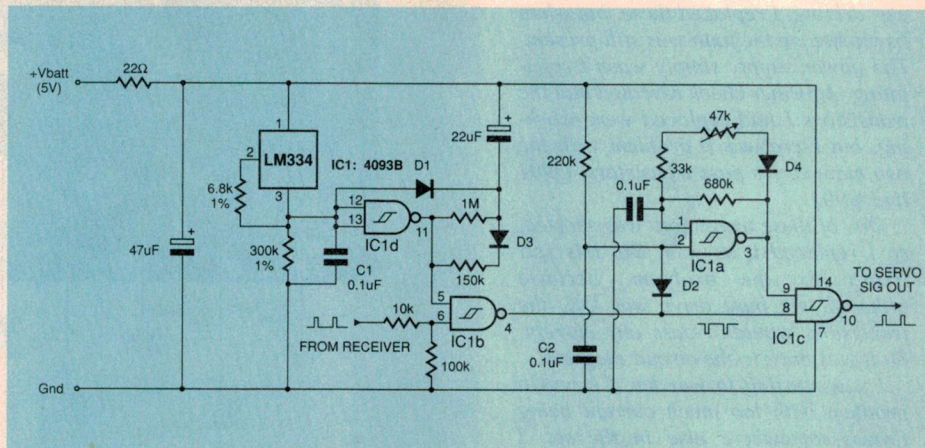 +Vbatt
(5V)
22Ω
1
LM334
2
3
6.8k
1%
300k
1%
47uF
+
IC1: 4093B
D1
12
13
11
IC1d
C1
0.1uF
1M
D3
150k
22uF
+
10k
FROM RECEIVER
100k
5
6
4
IC1b
220k
0.1uF
33k
47k
D4
680k
1
2
3
IC1a
D2
C2
0.1uF
9
8
14
7
10
IC1c
TO SERVO
SIG OUT
Gnd